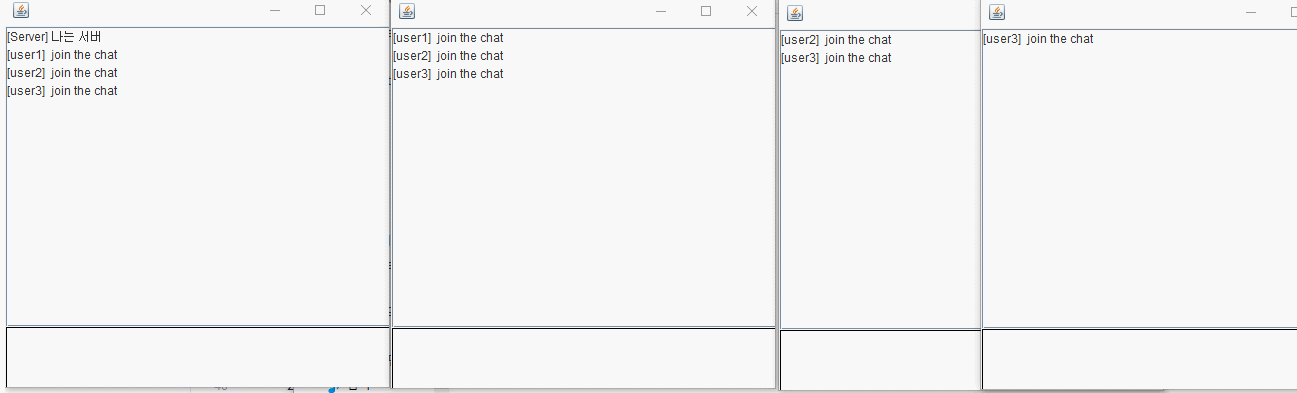 [Server] 나는 서버
[user1] join the chat
[user2] join the chat
[user3] join the chat
[user1] join the chat
[user2] join the chat
[user3] join the chat
[user2] join the chat
[user3] join the chat
[user3] join the chat